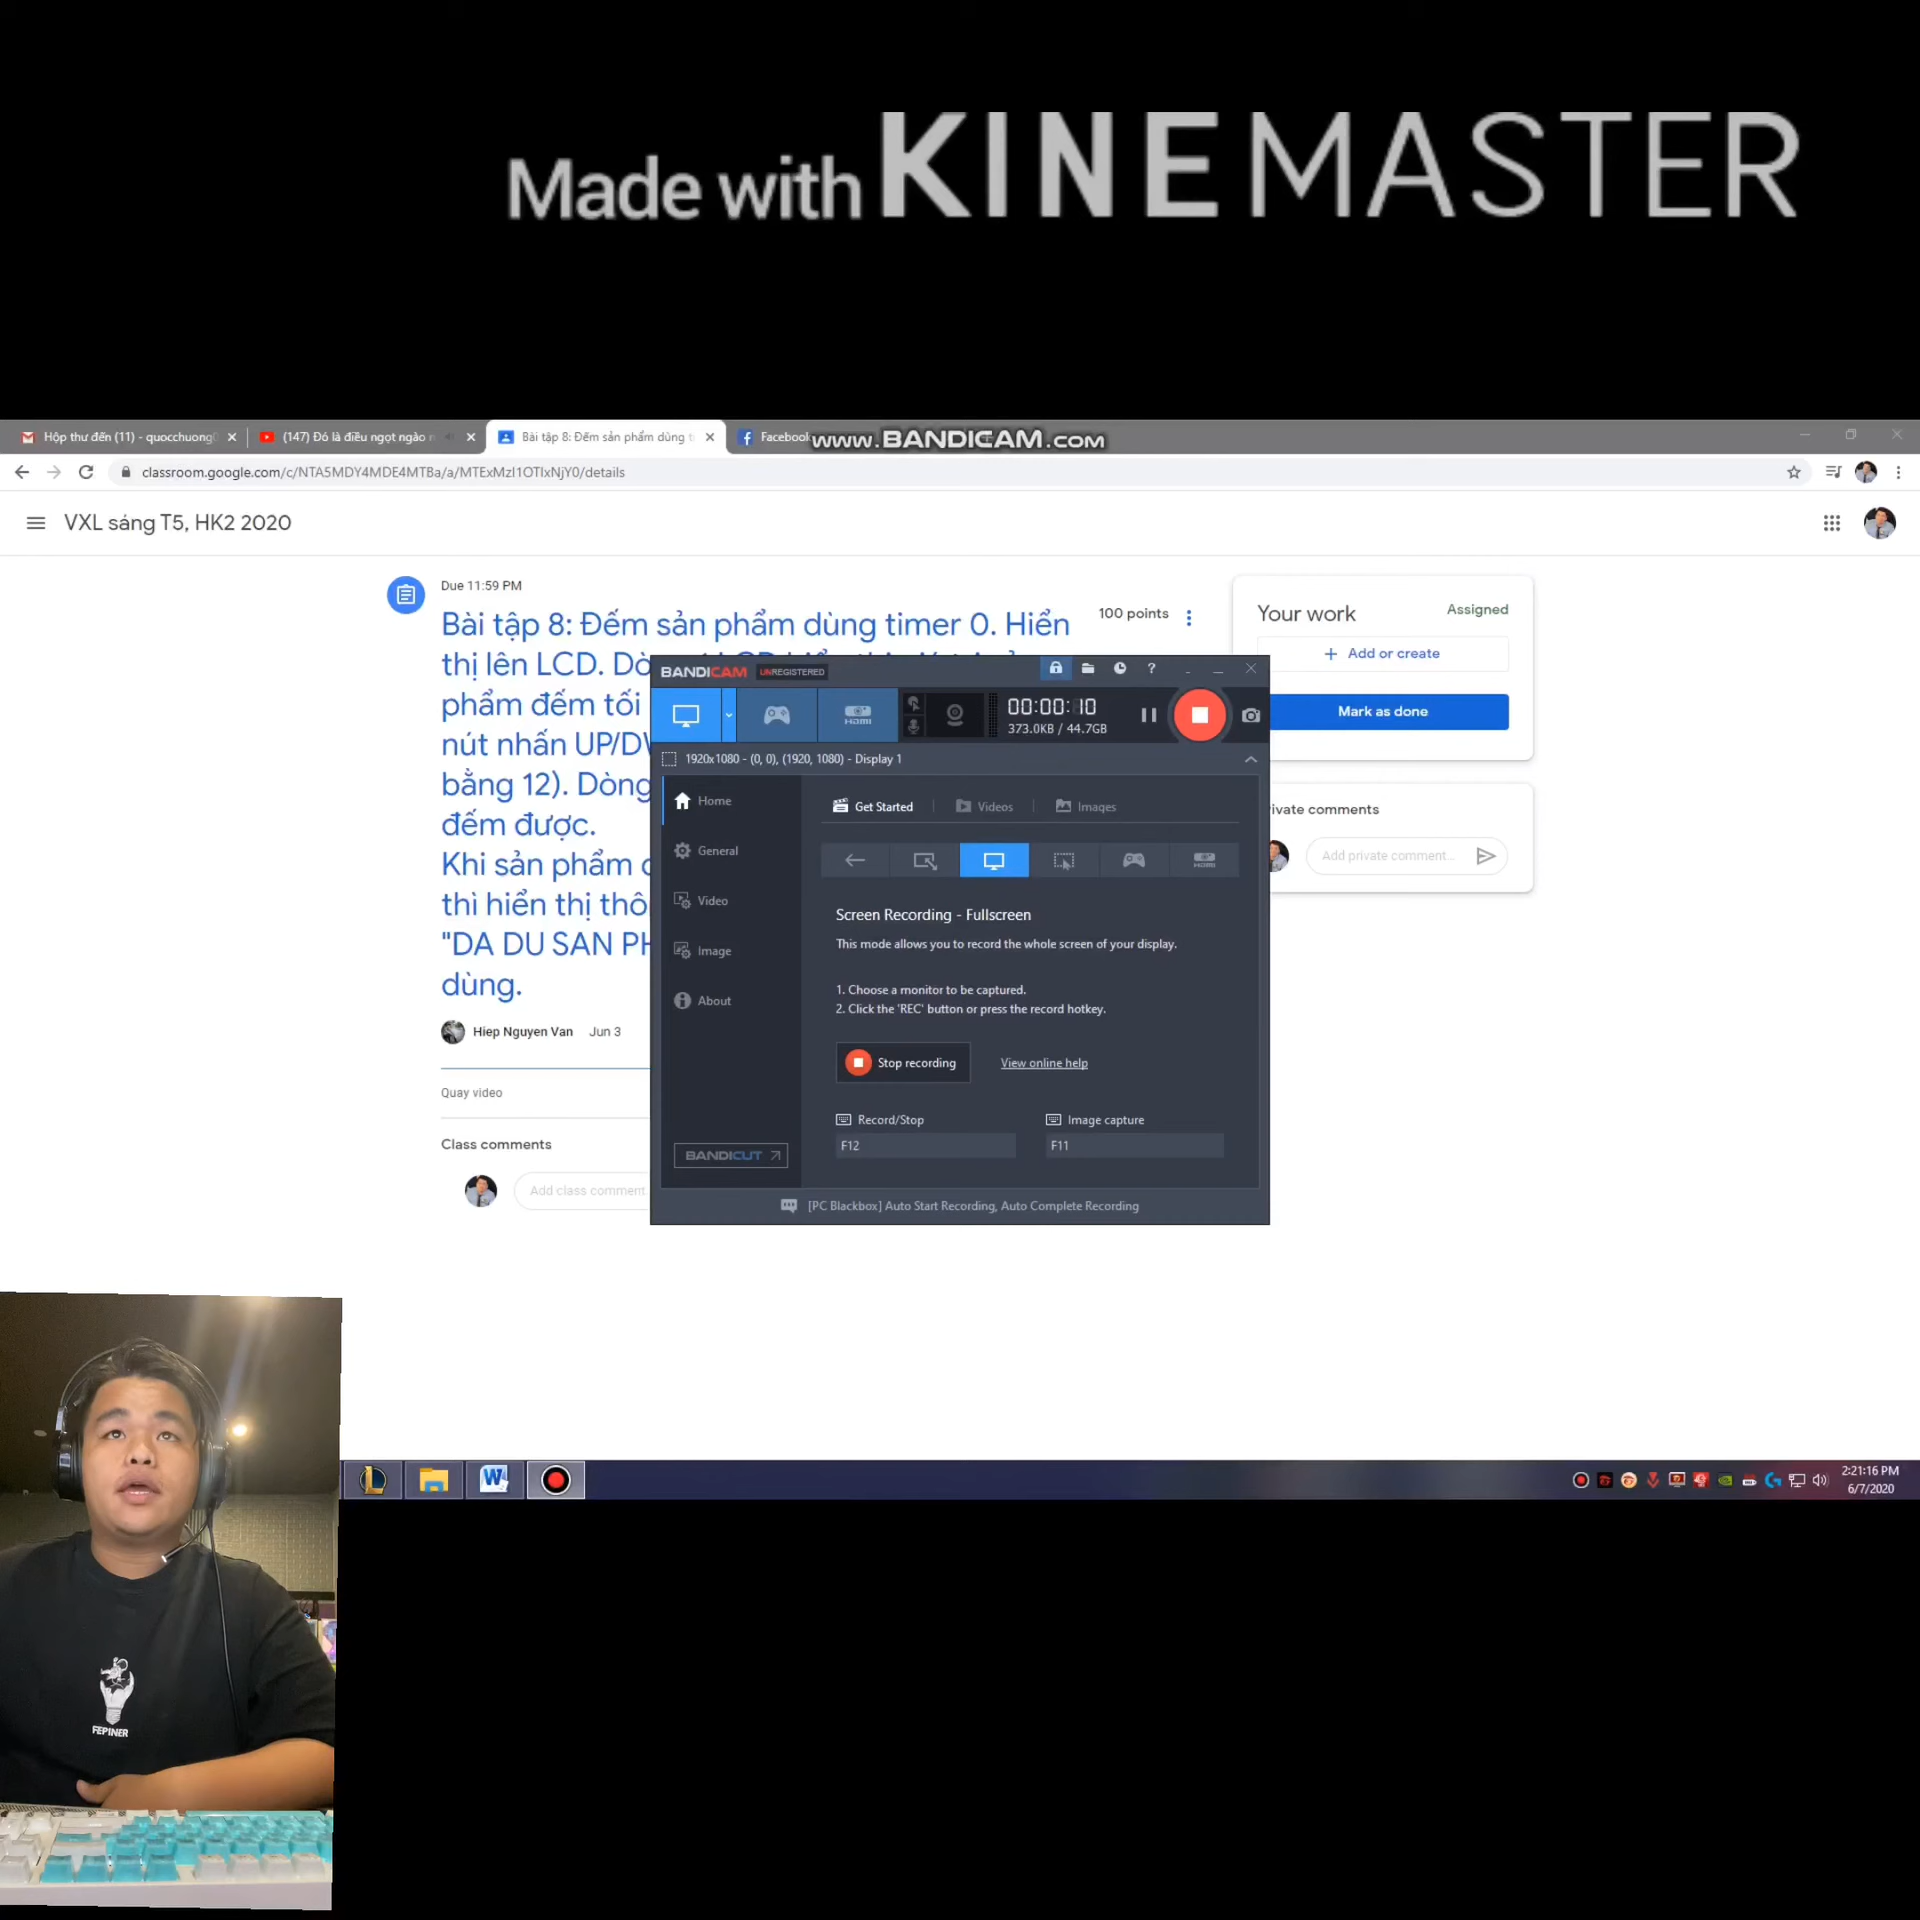 Made with KINEMASTER
Hộp thư đến (11) - quocchuong
(147) Đó là điều ngọt ngào
Bài tập 8: Đếm sản phẩm dùng t
Facebook
www.BANDICAM.com
classroom.google.com/c/NTA5MDY4MDE4MTBa/a/MTExMzI1OTIxNjY0/details
VXL sáng T5, HK2 2020
Due 11:59 PM
Bài tập 8: Đếm sản phẩm dùng timer 0. Hiển
thị lên LCD.
phẩm đếm tối
nút nhấn UP/
bằng 12). Dòng
đếm được.
Khi sản phẩm
thì hiển thị
"DA DU SAN
dùng.
100 points
Hiep Nguyen Van Jun 3
Quay video
Class comments
Add class comment
Your work
Assigned
+ Add or create
Mark as done
comments
Add private comment...
BANDICAM UNREGISTERED
00:00:10
373.0KB / 44.7GB
HDMI
1920x1080 - (0, 0), (1920, 1080) - Display 1
Home
General
Video
Image
About
BANDICUT
Get Started
Videos
Images
HDMI
Screen Recording - Fullscreen
This mode allows you to record the whole screen of your display.
1. Choose a monitor to be captured.
2. Click the 'REC' button or press the record hotkey.
Stop recording
View online help
Record/Stop
F12
Image capture
F11
[PC Blackbox] Auto Start Recording, Auto Complete Recording
2:21:16 PM
6/7/2020
FEPINER